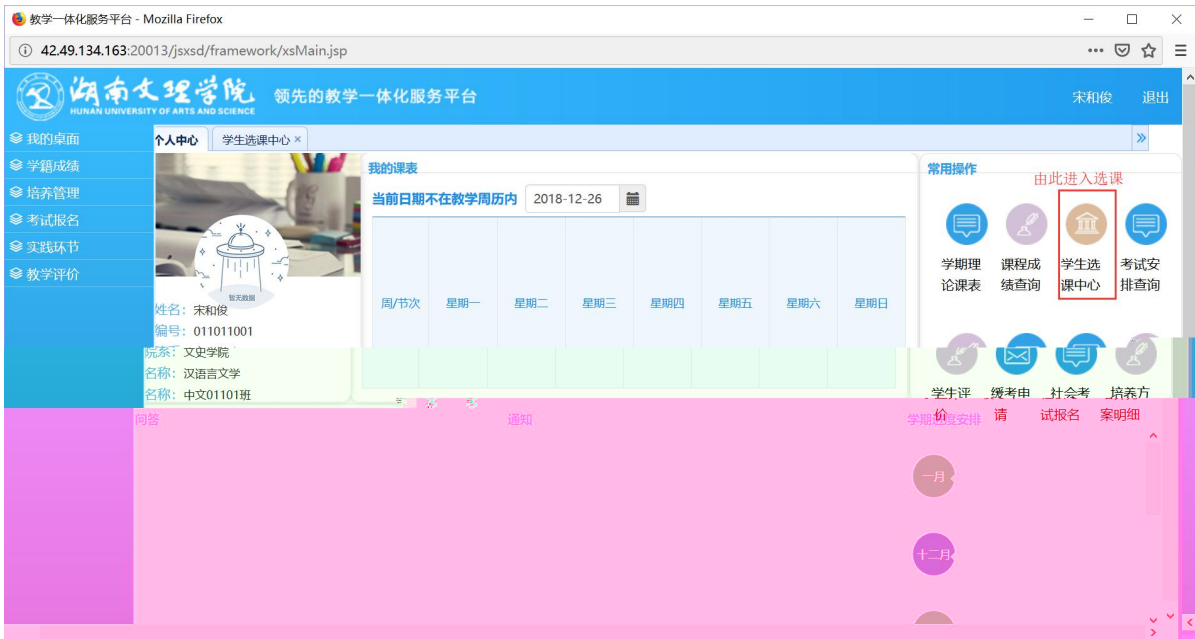 教学一体化服务平台 - Mozilla Firefox
42.49.134.163:20013/jsxsd/framework/xsMain.jsp
湖南文理学院
HUNAN UNIVERSITY OF ARTS AND SCIENCE
领先的教学一体化服务平台
宋和俊 退出
我的桌面
学籍成绩
培养管理
考试报名
实践环节
教学评价
个人中心 学生选课中心 ×
暂无数据
姓名: 宋和俊
编号: 011011001
院系: 文史学院
名称: 汉语言文学
名称: 中文01101班
我的课表
当前日期不在教学周历内 2018-12-26
周/节次 星期一 星期二 星期三 星期四 星期五 星期六 星期日
常用操作
由此进入选课
学期理论课表
课程成绩查询
学生选课中心
考试安排查询
学生评价
缓考申请
社会考试报名
培养方案明细
问答
通知
学期进度安排
一月
十二月